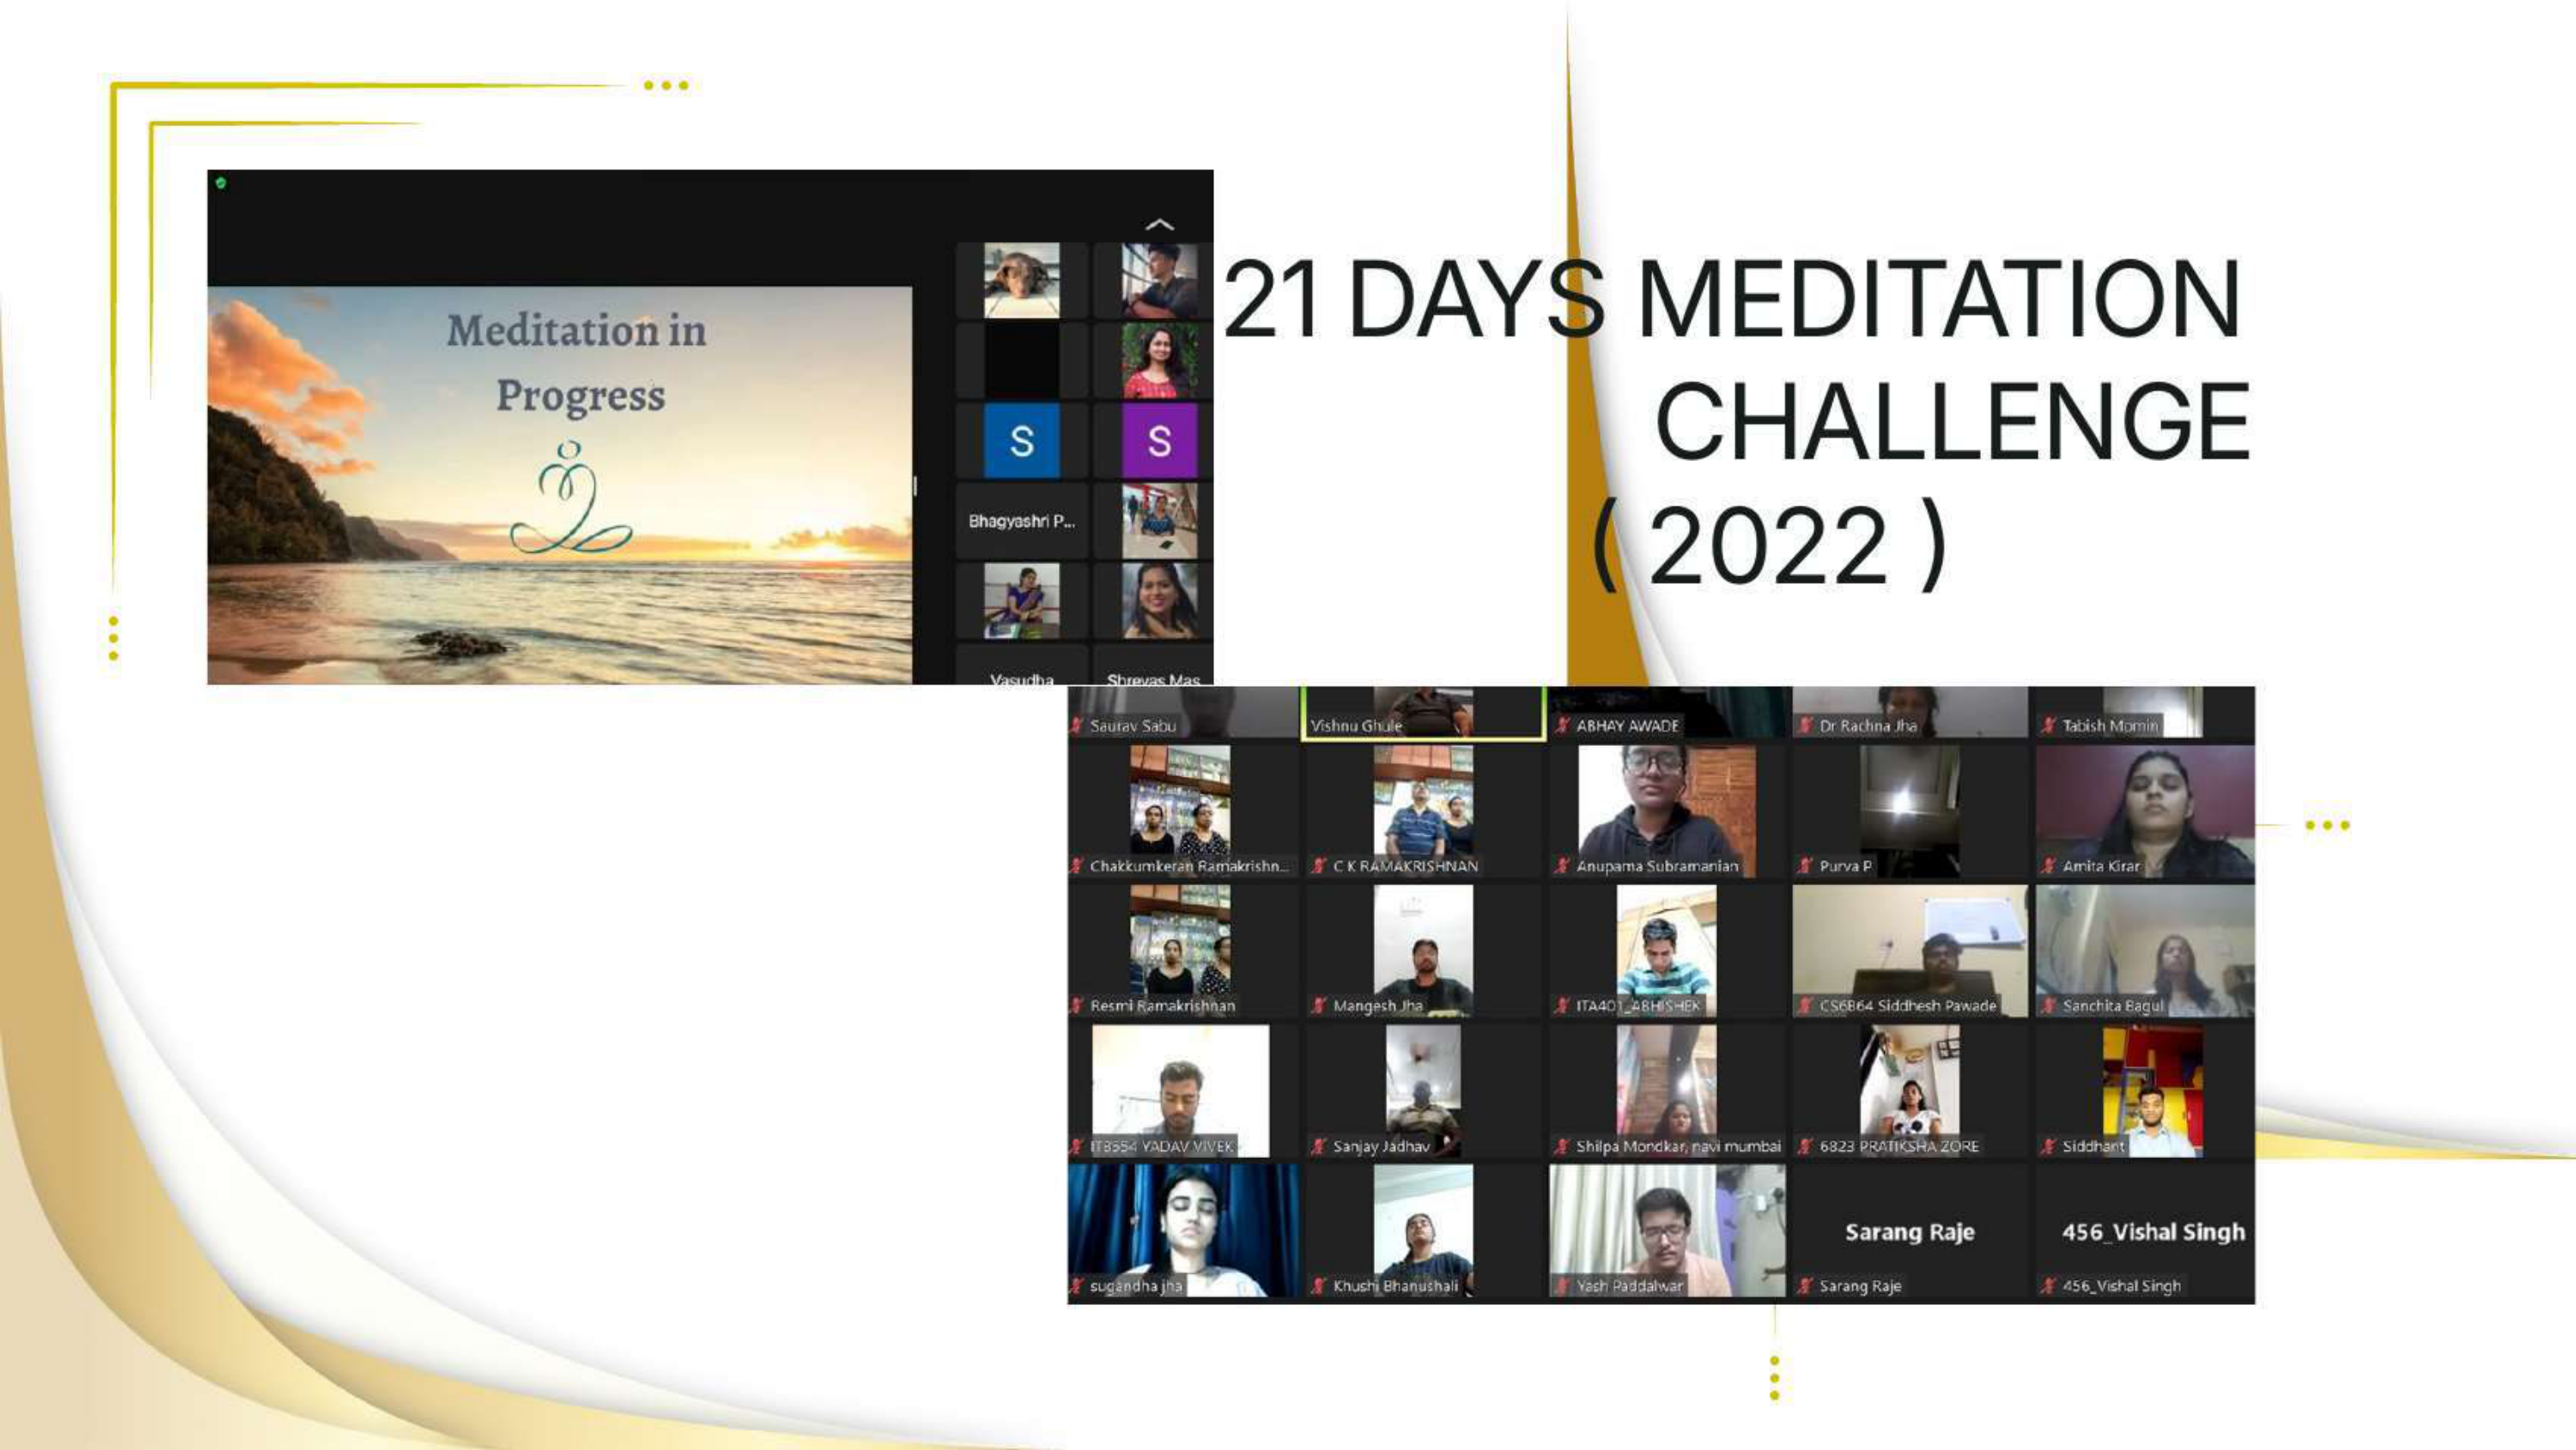 Meditation in
Progress
S
S
Bhagyashri P...
Vasudha
Shreyas Mas
21 DAYS MEDITATION
CHALLENGE
( 2022 )
Saurav Sabu
Vishnu Ghule
ABHAY AWADE
Dr Rachna Jha
Tabish Momin
Chakkumkeran Ramakrishn...
C K RAMAKRISHNAN
Anupama Subramanian
Purva P
Amita Kirar
Resmi Ramakrishnan
Mangesh Jha
ITA401_ABHISHEK
CS6864 Siddhesh Pawade
Sanchita Bagul
YADAV VIVEK
Sanjay Jadhav
Shilpa Mondkar, navi mumbai
6823 PRATIKSHA ZORE
Siddhant
sugandha jha
Khushi Bhanushali
Yash Paddalwar
Sarang Raje
Sarang Raje
456_Vishal Singh
456_Vishal Singh